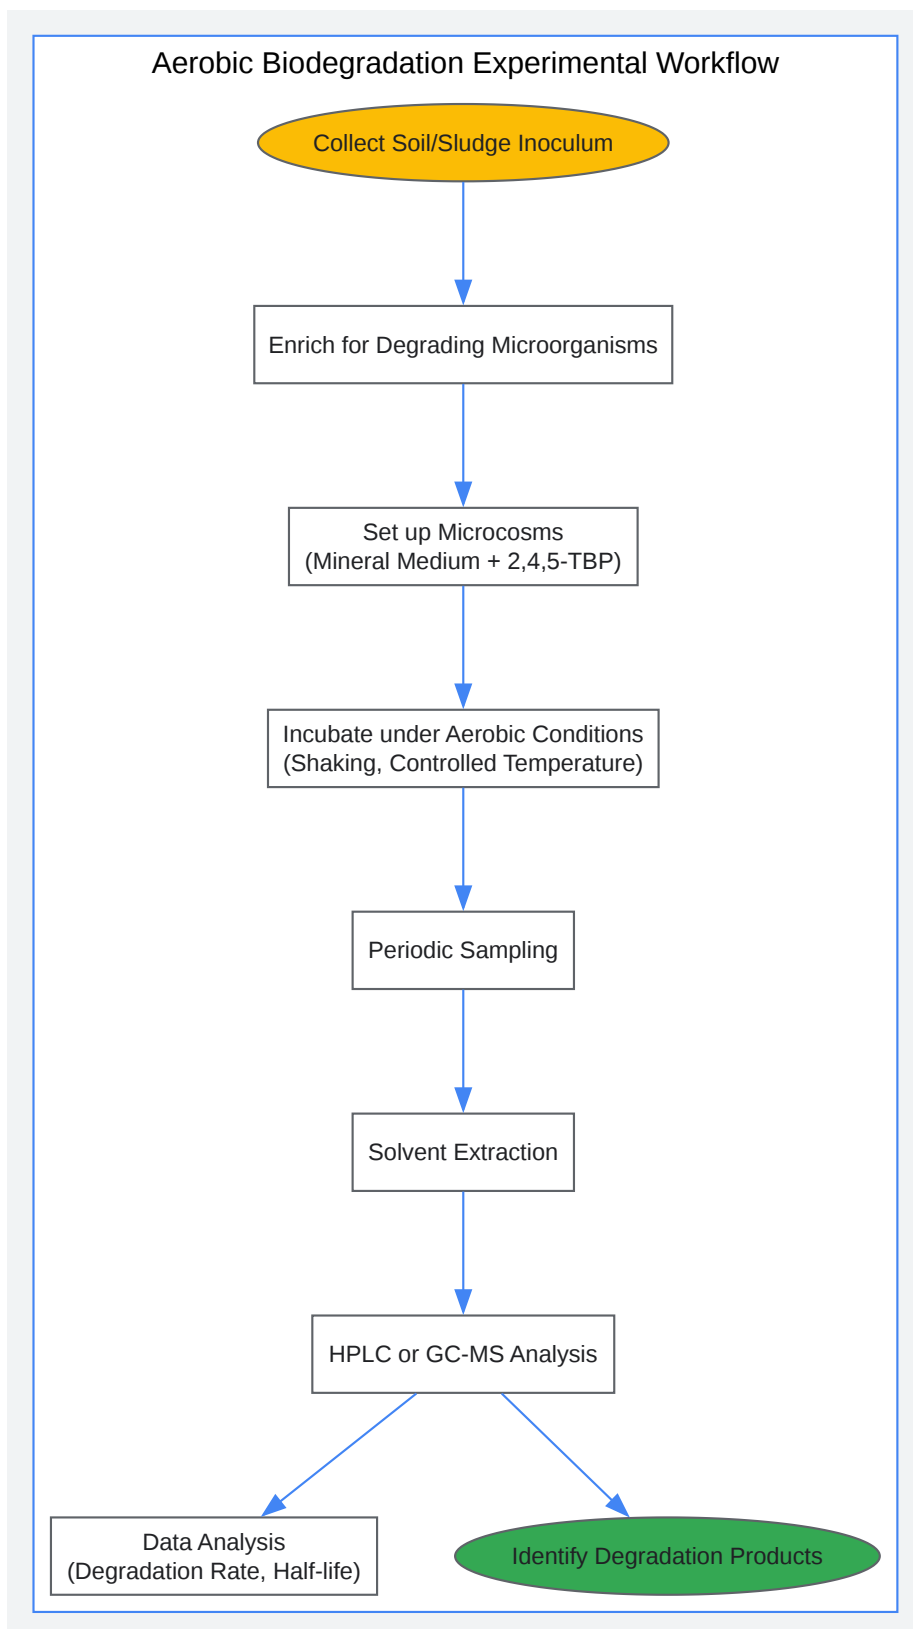 Aerobic Biodegradation Experimental Workflow
Collect Soil/Sludge Inoculum
Enrich for Degrading Microorganisms
Set up Microcosms
(Mineral Medium + 2,4,5-TBP)
Incubate under Aerobic Conditions
(Shaking, Controlled Temperature)
Periodic Sampling
Solvent Extraction
HPLC or GC-MS Analysis
Data Analysis
(Degradation Rate, Half-life)
Identify Degradation Products